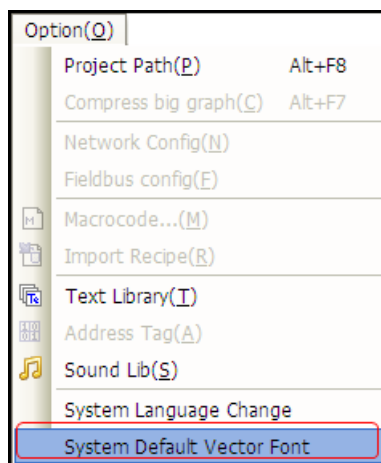 Option(O)
Project Path(P) Alt+F8
Compress big graph(C) Alt+F7
Network Config(N)
Fieldbus config(F)
Macrocode...(M)
Import Recipe(R)
Text Library(T)
Address Tag(A)
Sound Lib(S)
System Language Change
System Default Vector Font